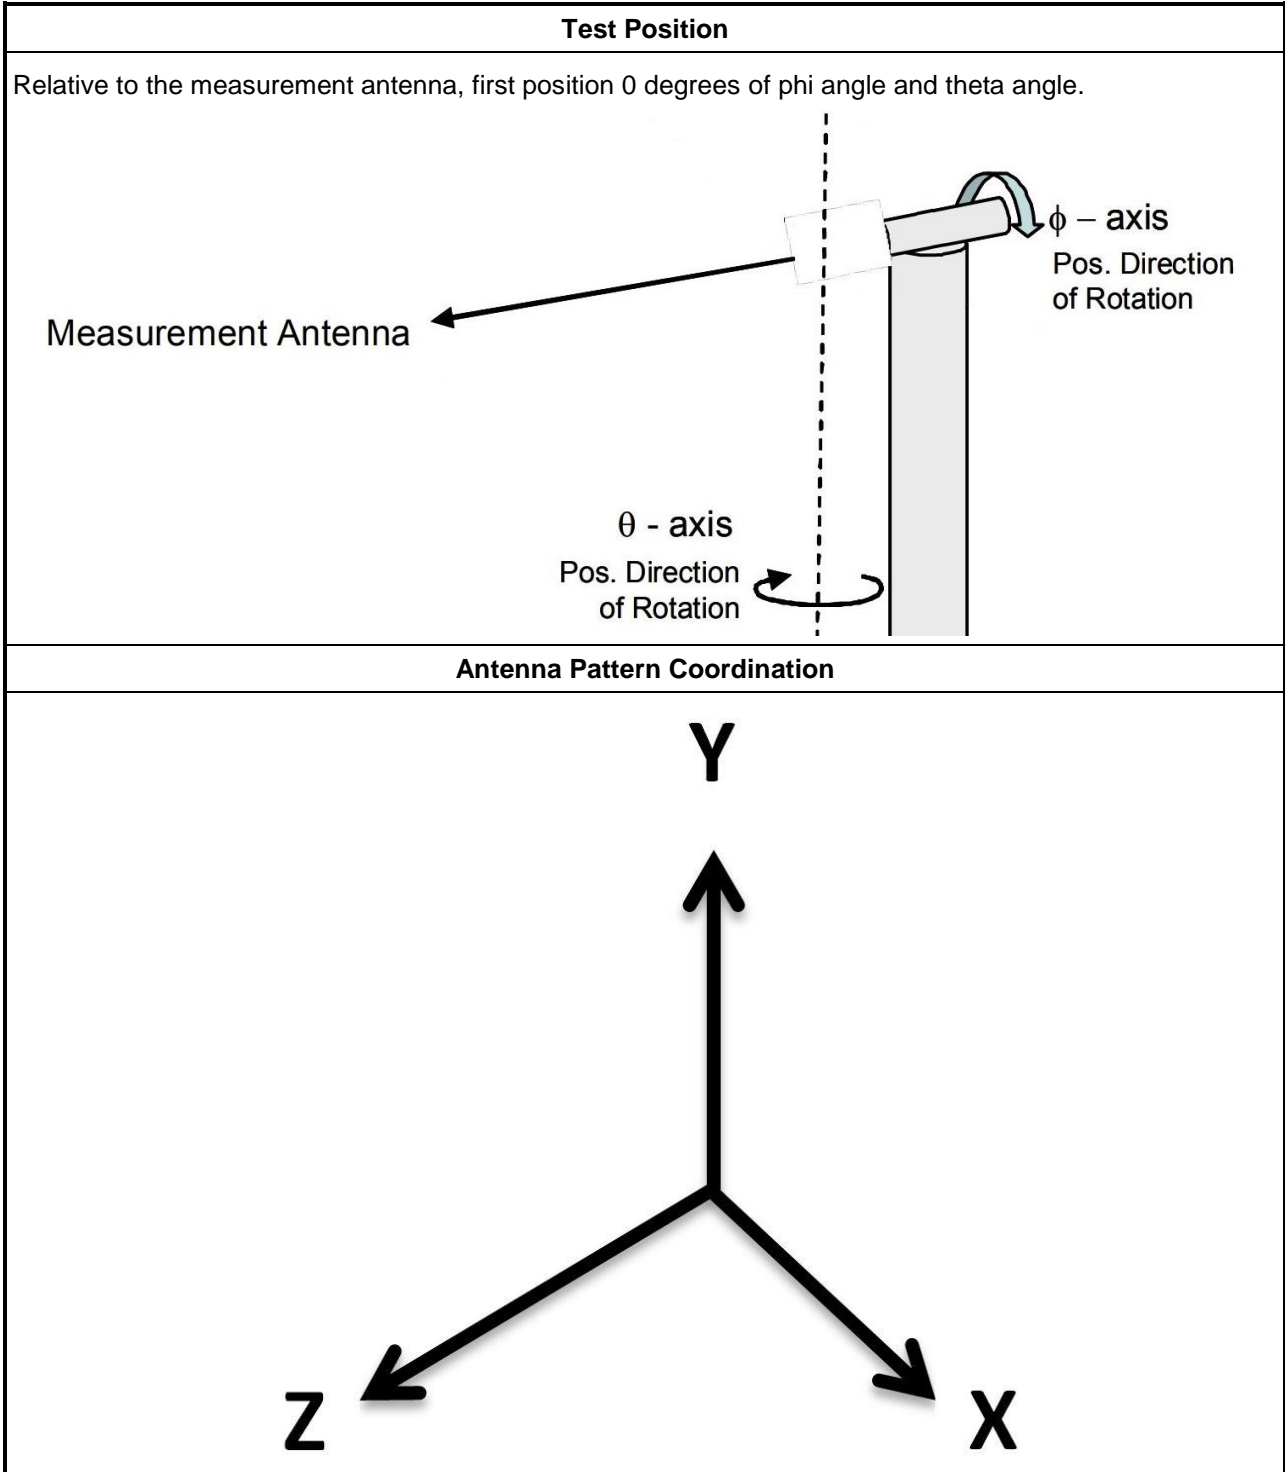 Test Position
Relative to the measurement antenna, first position 0 degrees of phi angle and theta angle.
ϕ – axis
Pos. Direction
of Rotation
Measurement Antenna
θ - axis
Pos. Direction
of Rotation
Antenna Pattern Coordination
Y
Z
X